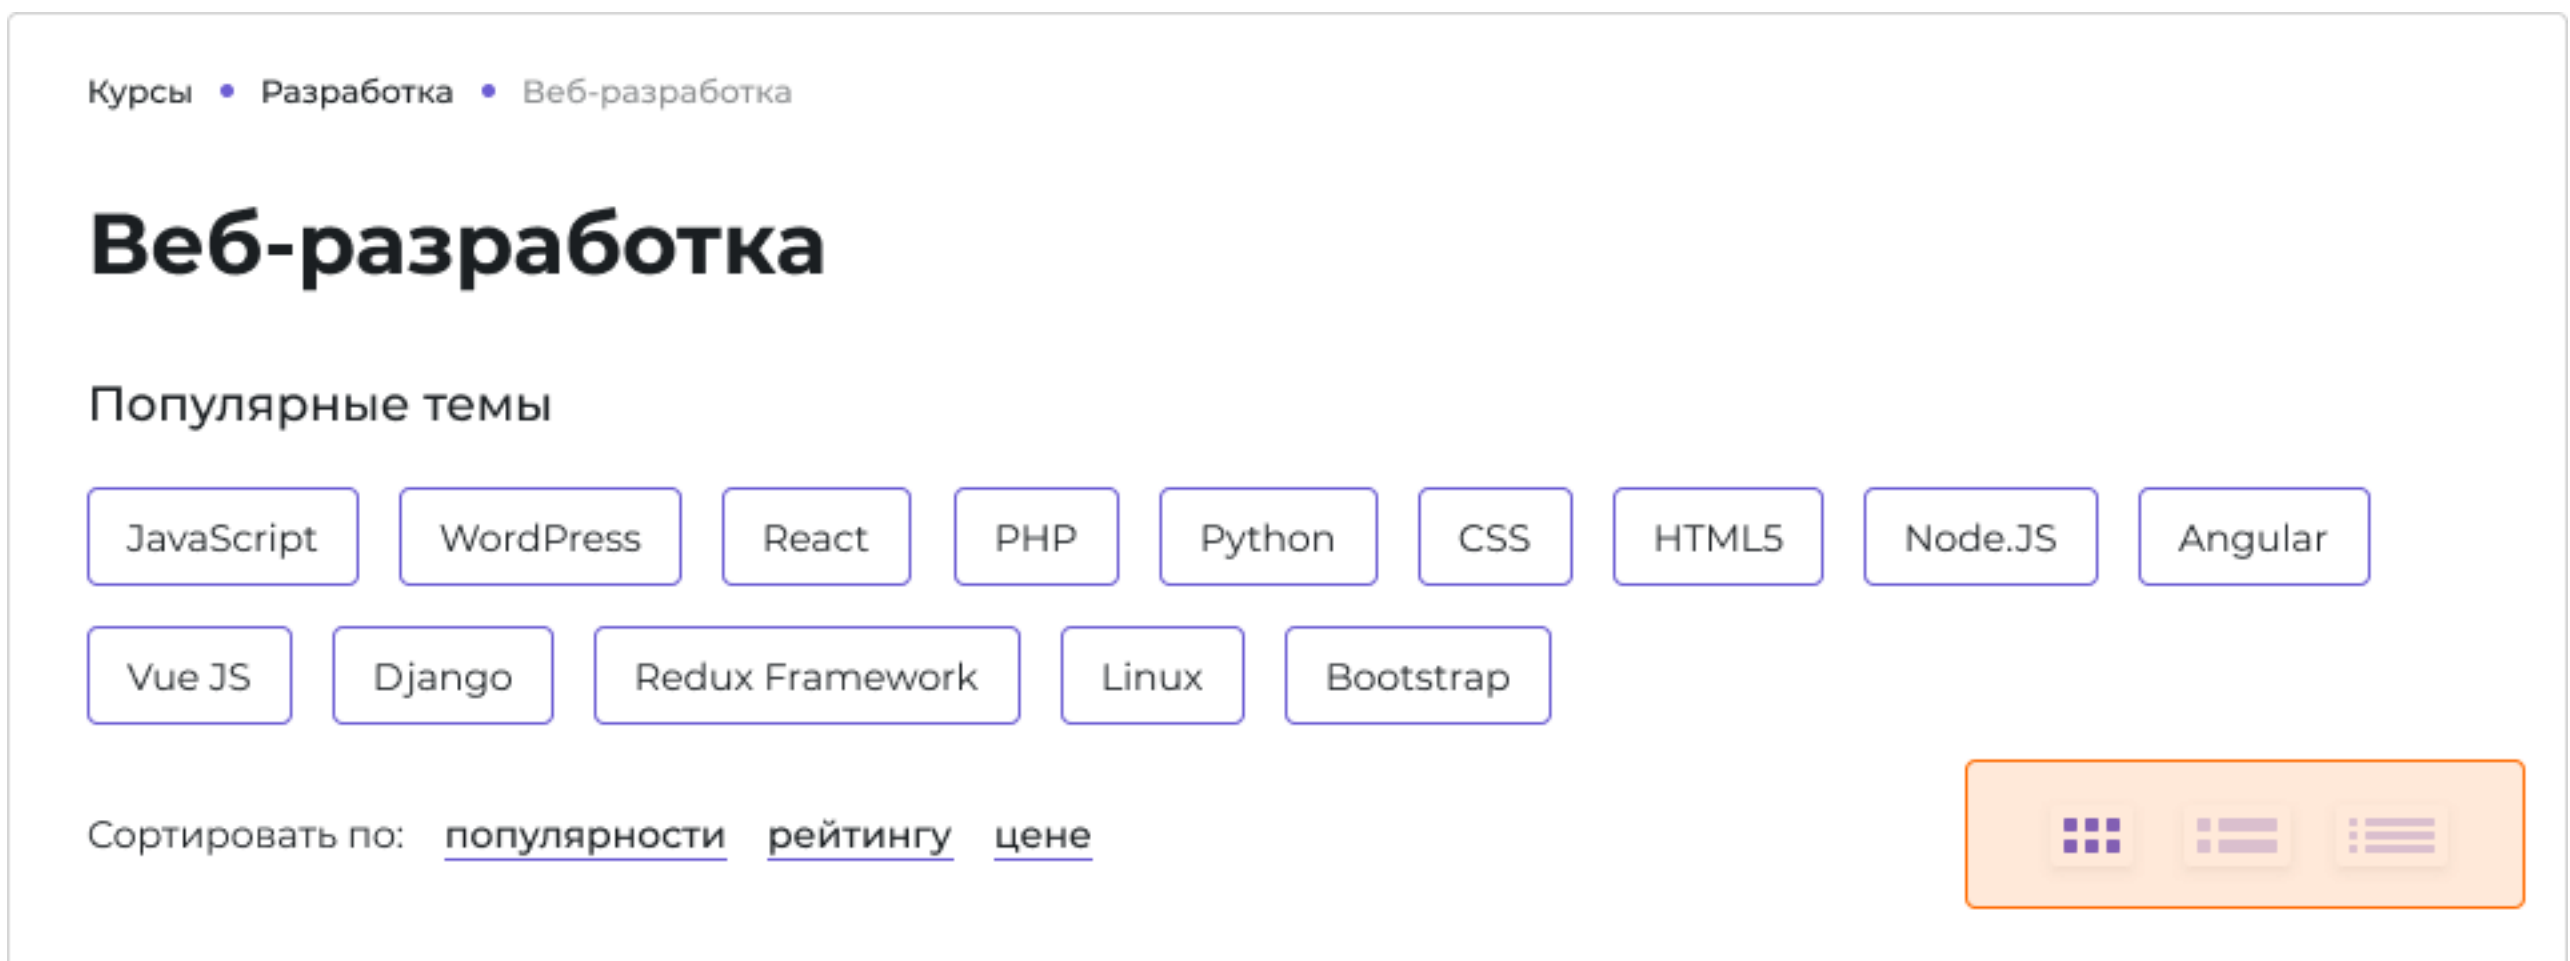 Курсы • Разработка • Веб-разработка
Веб-разработка
Популярные темы
JavaScript WordPress React PHP Python CSS HTML5 Node.JS Angular
Vue JS Django Redux Framework Linux Bootstrap
Сортировать по: популярности рейтингу цене